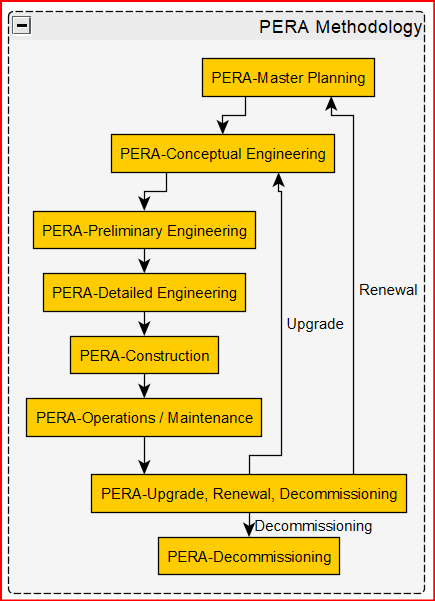 PERA Methodology
PERA-Master Planning
PERA-Conceptual Engineering
PERA-Preliminary Engineering
PERA-Detailed Engineering
Renewal
Upgrade
PERA-Construction
PERA-Operations / Maintenance
PERA-Upgrade, Renewal, Decommissioning
Decommissioning
PERA-Decommissioning